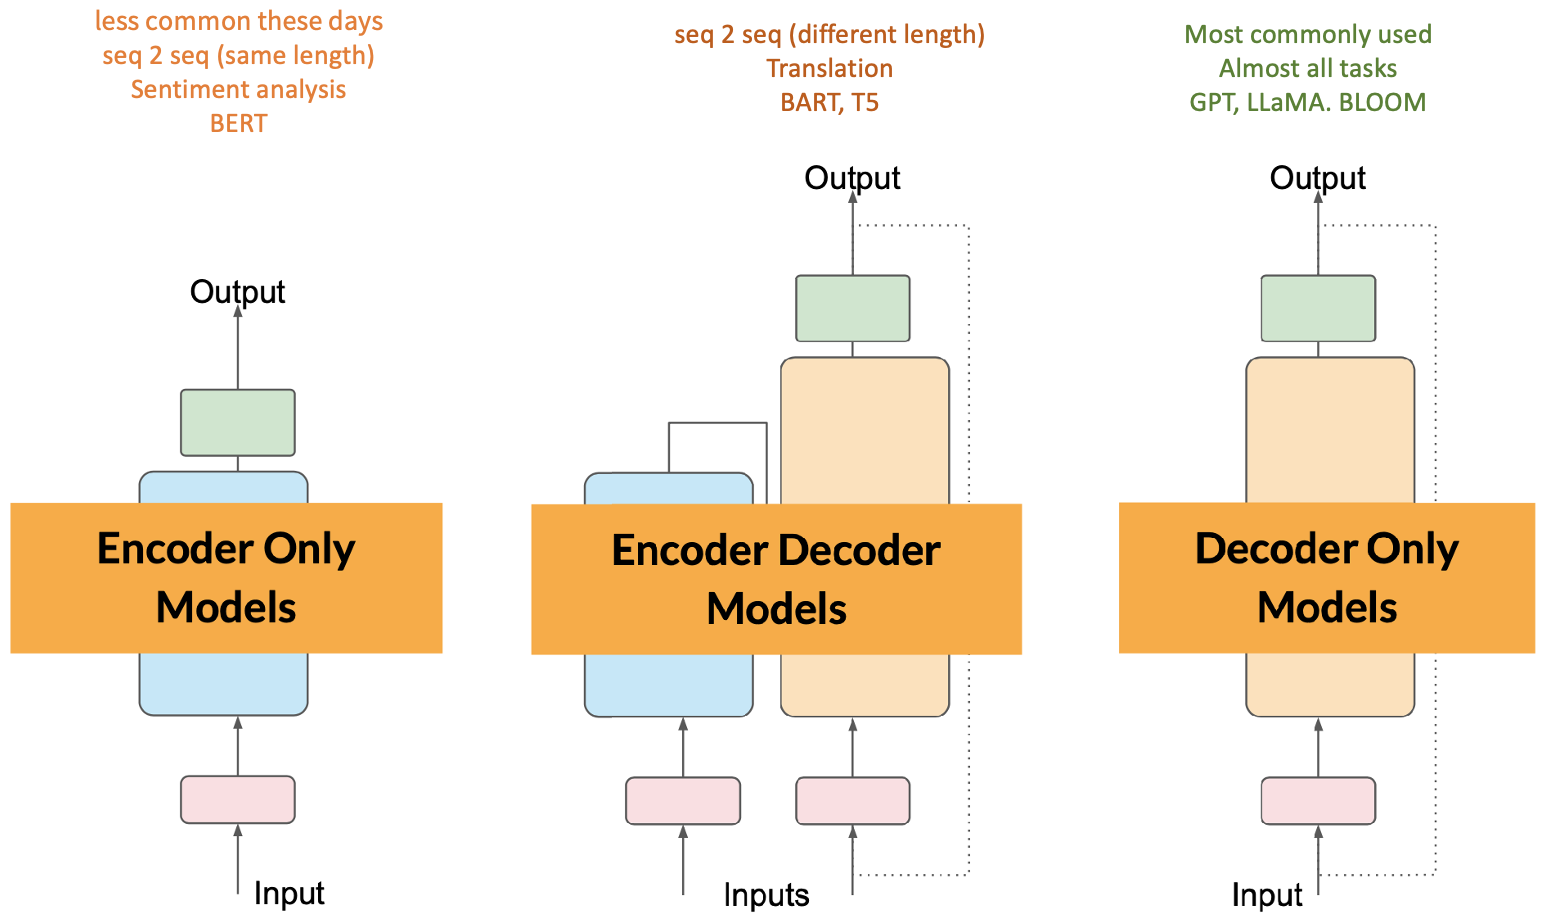 less common these days
seq 2 seq (same length)
Sentiment analysis
BERT
Output
Encoder Only
Models
Input
seq 2 seq (different length)
Translation
BART, T5
Output
Encoder Decoder
Models
Inputs
Most commonly used
Almost all tasks
GPT, LLaMA. BLOOM
Output
Decoder Only
Models
Input